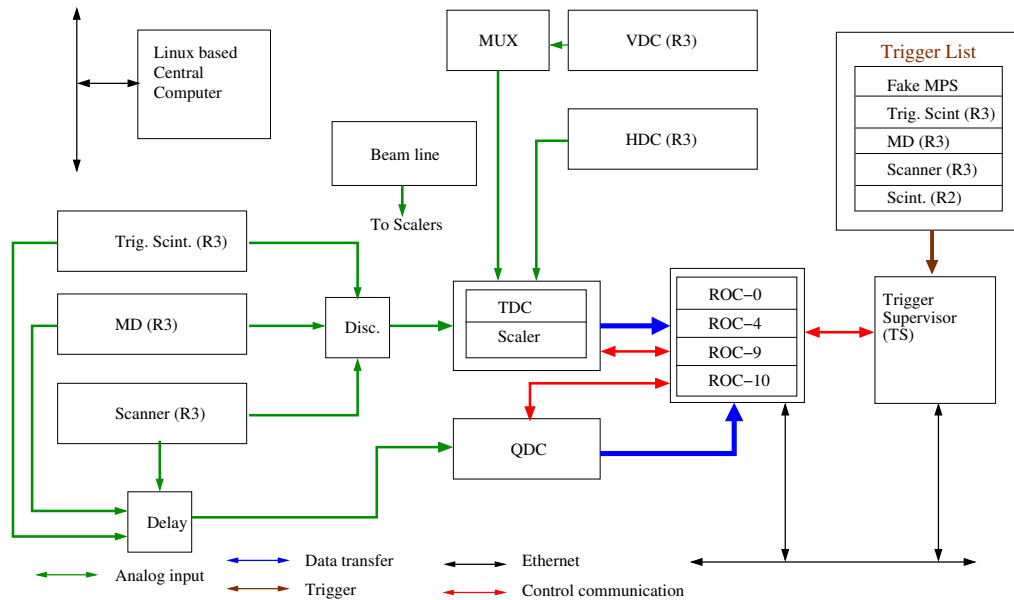 Linux based
Central
Computer
MUX
VDC (R3)
Trigger List
Fake MPS
Trig. Scint (R3)
MD (R3)
Scanner (R3)
Scint. (R2)
Beam line
HDC (R3)
To Scalers
Trig. Scint. (R3)
MD (R3)
Scanner (R3)
Disc.
TDC
Scaler
ROC−0
ROC−4
ROC−9
ROC−10
Trigger
Supervisor
(TS)
QDC
Delay
Analog input
Data transfer
Trigger
Ethernet
Control communication